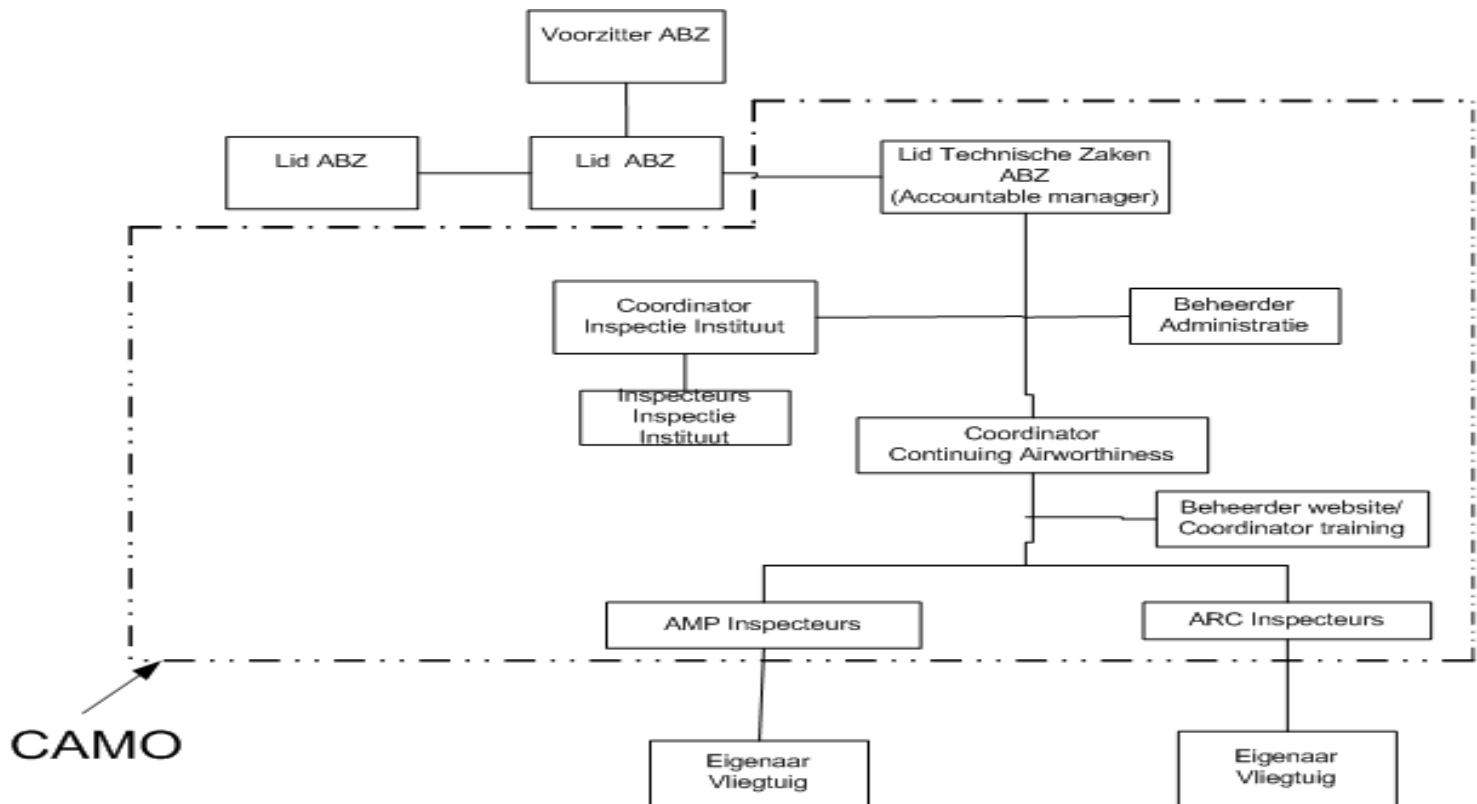 Voorzitter ABZ
Lid ABZ
Lid ABZ
Lid Technische Zaken
ABZ
(Accountable manager)
Coordinator
Inspectie Instituut
Beheerder
Administratie
Inspecteurs
Inspectie
Instituut
Coordinator
Continuing Airworthiness
Beheerder website/
Coordinator training
AMP Inspecteurs
ARC Inspecteurs
CAMO
Eigenaar
Vliegtuig
Eigenaar
Vliegtuig